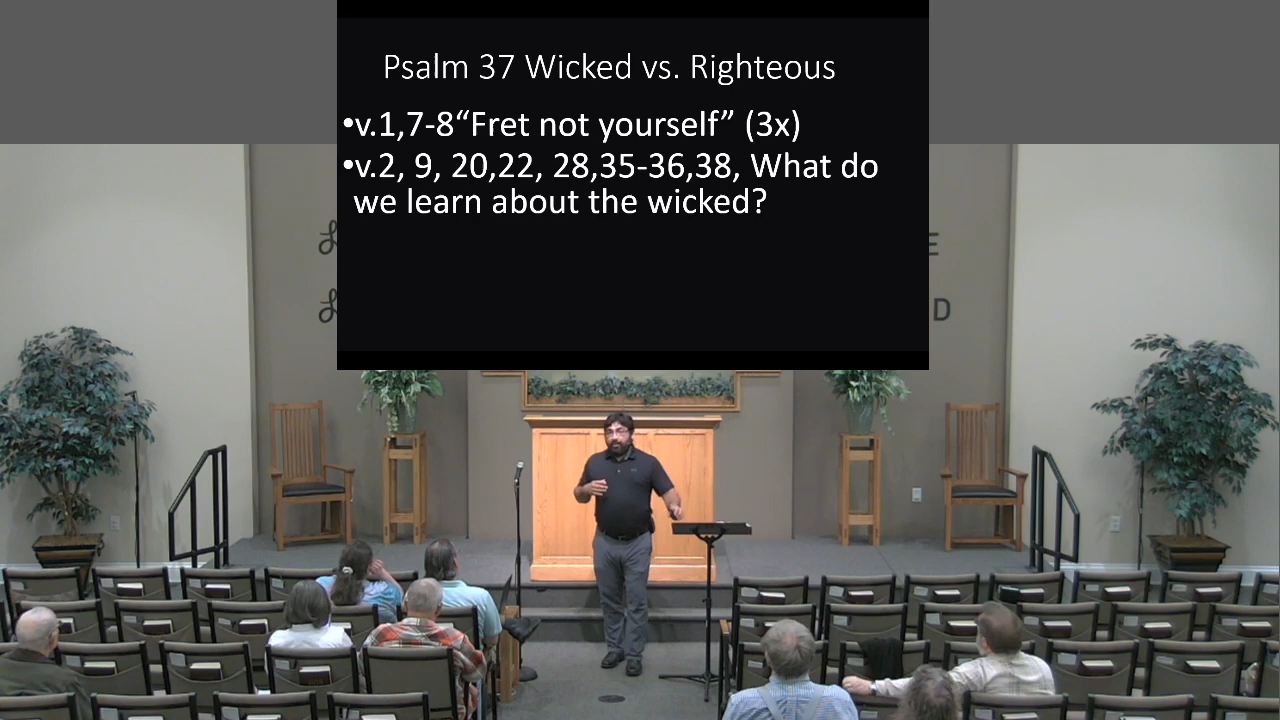 Psalm 37 Wicked vs. Righteous
•v.1,7-8“Fret not yourself” (3x)
•v.2, 9, 20,22, 28,35-36,38, What do
we learn about the wicked?